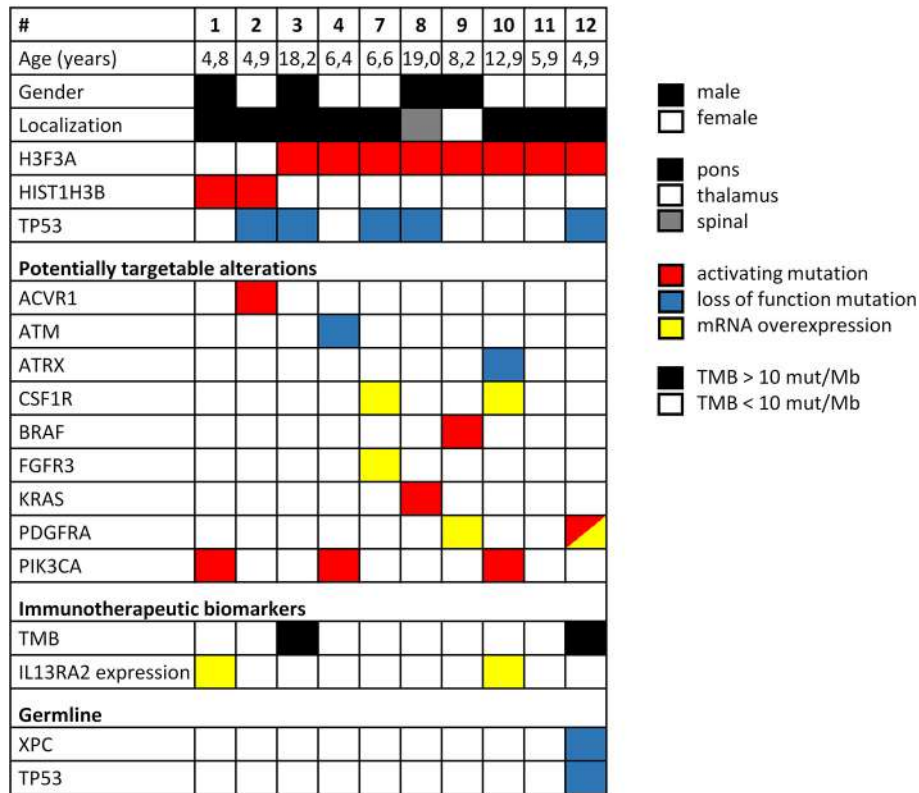 # 1 2 3 4 7 8 9 10 11 12
Age (years) 4,8 4,9 18,2 6,4 6,6 19,0 8,2 12,9 5,9 4,9
Gender
Localization
H3F3A
HIST1H3B
TP53
Potentially targetable alterations
ACVR1
ATM
ATRX
CSF1R
BRAF
FGFR3
KRAS
PDGFRA
PIK3CA
Immunotherapeutic biomarkers
TMB
IL13RA2 expression
Germline
XPC
TP53
male
female
pons
thalamus
spinal
activating mutation
loss of function mutation
mRNA overexpression
TMB > 10 mut/Mb
TMB < 10 mut/Mb